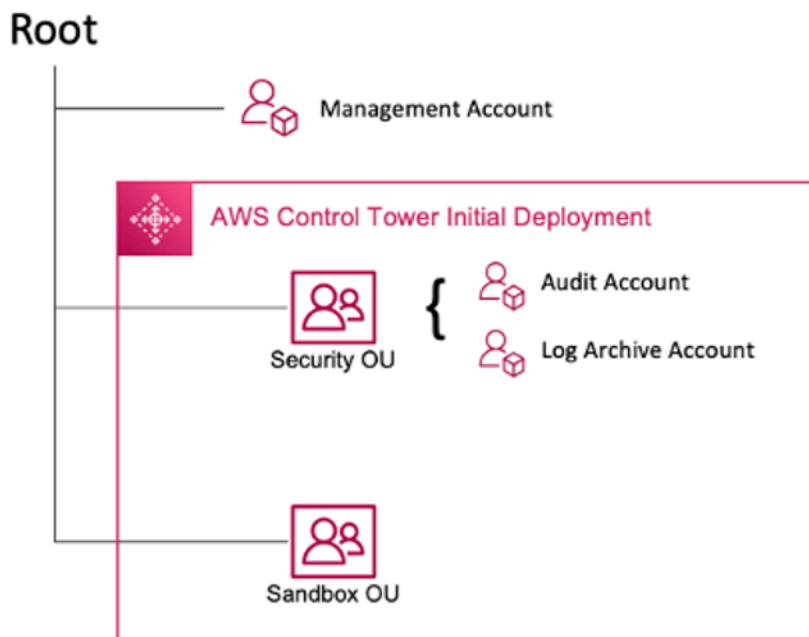 Root
Management Account
AWS Control Tower Initial Deployment
Audit Account
Security OU
Log Archive Account
Sandbox OU